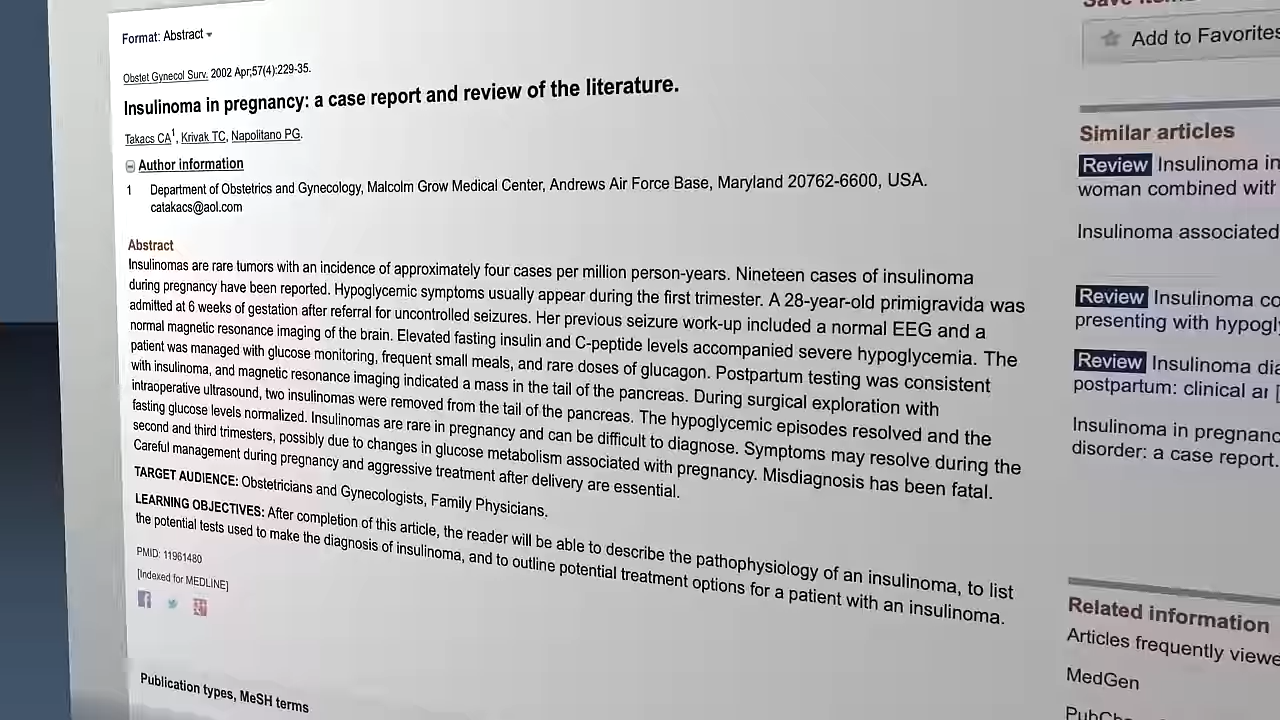 Format: Abstract
Obstet Gynecol Surv. 2002 Apr;57(4):229-35.
Insulinoma in pregnancy: a case report and review of the literature.
Takacs CA1, Krivak TC, Napolitano PG.
Author information
1 Department of Obstetrics and Gynecology, Malcolm Grow Medical Center, Andrews Air Force Base, Maryland 20762-6600, USA.
catakacs@aol.com
Abstract
Insulinomas are rare tumors with an incidence of approximately four cases per million person-years. Nineteen cases of insulinoma
during pregnancy have been reported. Hypoglycemic symptoms usually appear during the first trimester. A 28-year-old primigravida was
admitted at 6 weeks of gestation after referral for uncontrolled seizures. Her previous seizure work-up included a normal EEG and a
normal magnetic resonance imaging of the brain. Elevated fasting insulin and C-peptide levels accompanied severe hypoglycemia. The
patient was managed with glucose monitoring, frequent small meals, and rare doses of glucagon. Postpartum testing was consistent
with insulinoma, and magnetic resonance imaging indicated a mass in the tail of the pancreas. During surgical exploration with
intraoperative ultrasound, two insulinomas were removed from the tail of the pancreas. The hypoglycemic episodes resolved and the
fasting glucose levels normalized. Insulinomas are rare in pregnancy and can be difficult to diagnose. Symptoms may resolve during the
second and third trimesters, possibly due to changes in glucose metabolism associated with pregnancy. Misdiagnosis has been fatal.
Careful management during pregnancy and aggressive treatment after delivery are essential.
TARGET AUDIENCE: Obstetricians and Gynecologists, Family Physicians.
LEARNING OBJECTIVES: After completion of this article, the reader will be able to describe the pathophysiology of an insulinoma, to list
the potential tests used to make the diagnosis of insulinoma, and to outline potential treatment options for a patient with an insulinoma.
PMID: 11961480
[Indexed for MEDLINE]
Publication types, MeSH terms
Add to Favorites
Similar articles
Review Insulinoma in
woman combined with
Insulinoma associated
Review Insulinoma co
presenting with hypogl
Review Insulinoma dia
postpartum: clinical ar [
Insulinoma in pregnanc
disorder: a case report.
Related information
Articles frequently viewe
MedGen